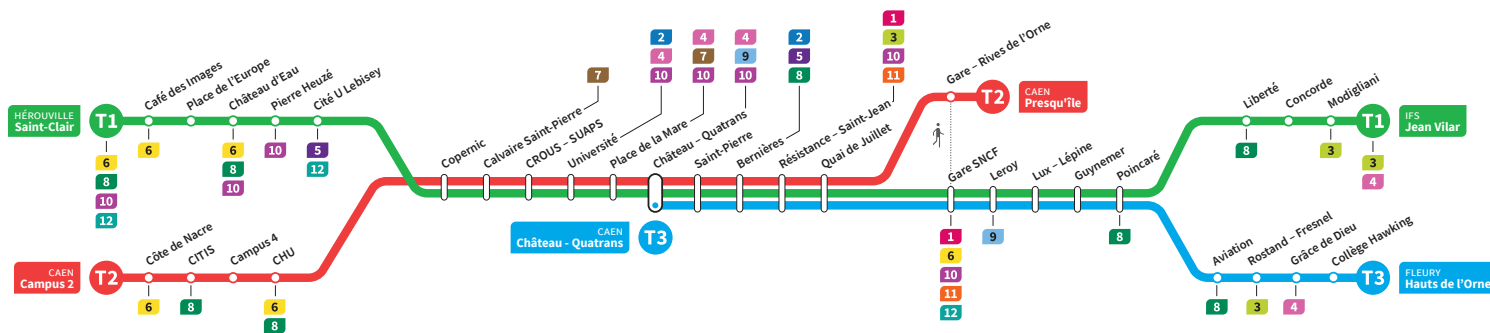 HÉROUVILLE
Saint-Clair
T1
6
8
10
12
Café des Images
6
Place de l'Europe
Château d'Eau
6
8
10
Pierre Heuzé
10
Cité U Lebisey
5
12
CAEN
Campus 2
T2
Côte de Nacre
6
CITIS
8
Campus 4
CHU
6
8
Copernic
Calvaire Saint-Pierre
7
CROUS – SUAPS
Université
2
4
10
Place de la Mare
4
7
10
Château – Quatrans
4
9
10
CAEN
Château - Quatrans
T3
Saint-Pierre
Bernières
2
5
8
Résistance – Saint-Jean
1
3
10
11
Quai de Juillet
Gare – Rives de l'Orne
T2
CAEN
Presqu'île
Gare SNCF
1
6
10
11
12
Leroy
9
Lux – Lépine
Guynemer
Poincaré
8
Liberté
8
Concorde
Modigliani
3
T1
IFS
Jean Vilar
3
4
Aviation
8
Rostand – Fresnel
3
Grâce de Dieu
4
Collège Hawking
T3
FLEURY
Hauts de l'Orne